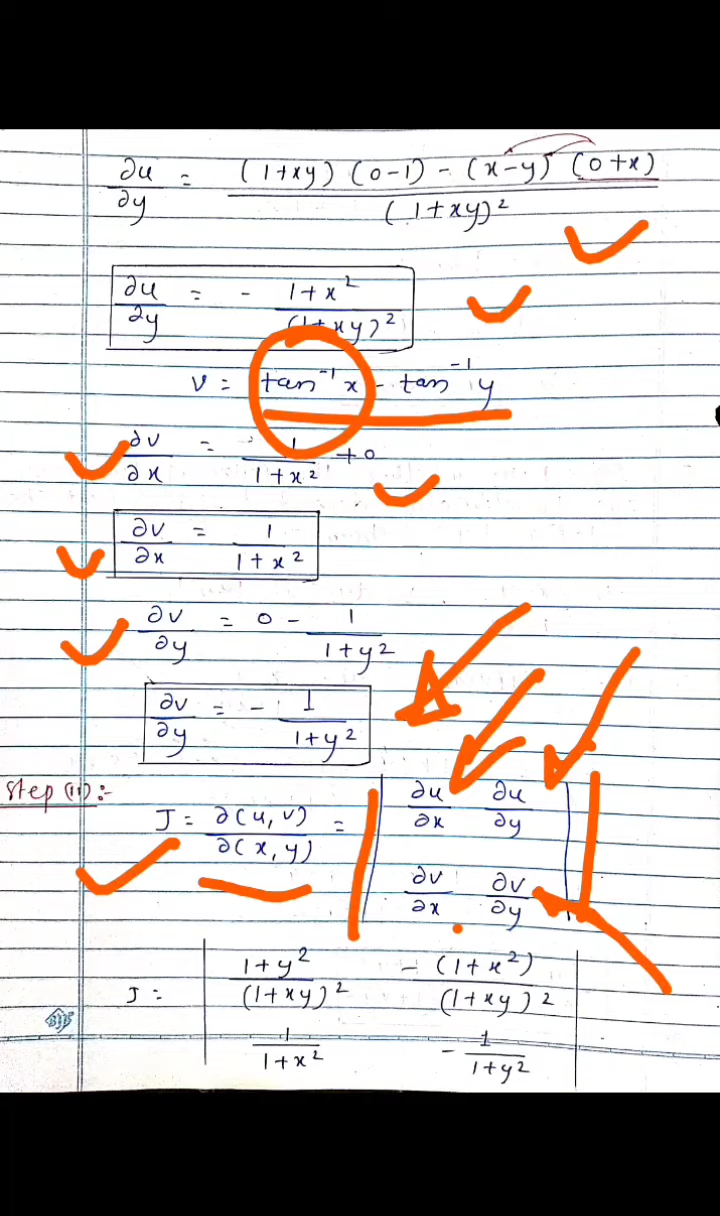 ∂u/∂y = (1+xy) (0-1) - (x-y) (0+x) / (1+xy)²
∂u/∂y = - 1+x² / (1+xy)²
v = tan⁻¹x - tan⁻¹y
∂v/∂x = 1/1+x² + 0
∂v/∂x = 1/1+x²
∂v/∂y = 0 - 1/1+y²
∂v/∂y = - 1/1+y²
Step (ii):-
J = ∂(u,v)/∂(x,y) = | ∂u/∂x ∂u/∂y |
| ∂v/∂x ∂v/∂y |
J = | 1+y²/(1+xy)² -(1+x²)/(1+xy)² |
| 1/1+x² - 1/1+y² |